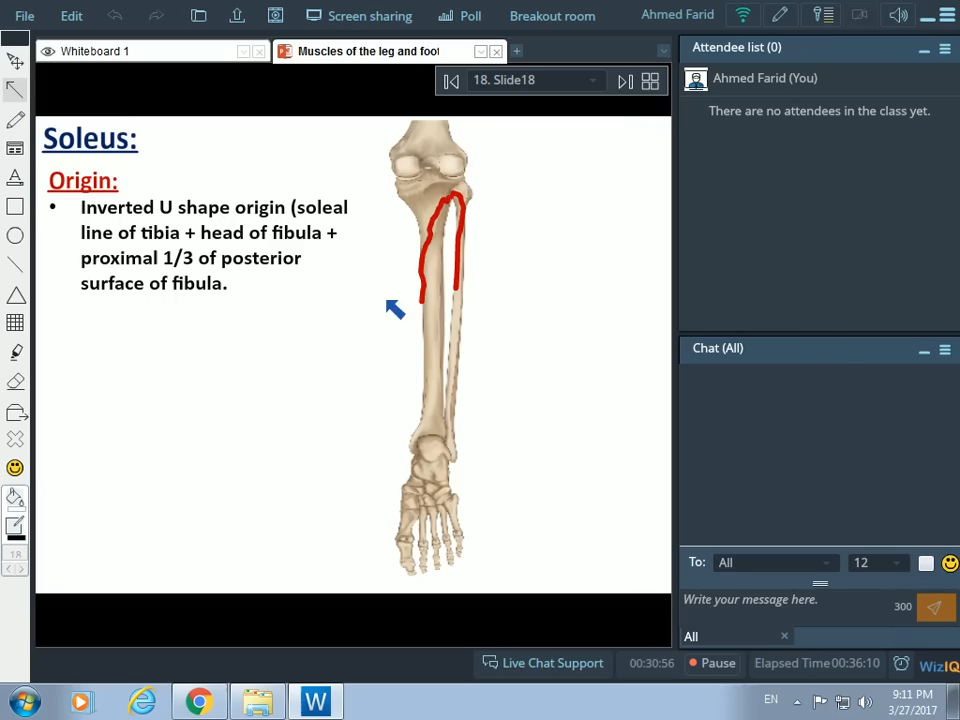 File
Edit
Screen sharing
Poll
Breakout room
Ahmed Farid
Whiteboard 1
Muscles of the leg and foot
18. Slide18
Attendee list (0)
Ahmed Farid (You)
There are no attendees in the class yet.
Soleus:
Origin:
• Inverted U shape origin (soleal
line of tibia + head of fibula +
proximal 1/3 of posterior
surface of fibula.
Chat (All)
To:
All
12
Write your message here.
300
All
18
Live Chat Support
00:30:56
Pause
Elapsed Time 00:36:10
WizIQ
W
EN
9:11 PM
3/27/2017